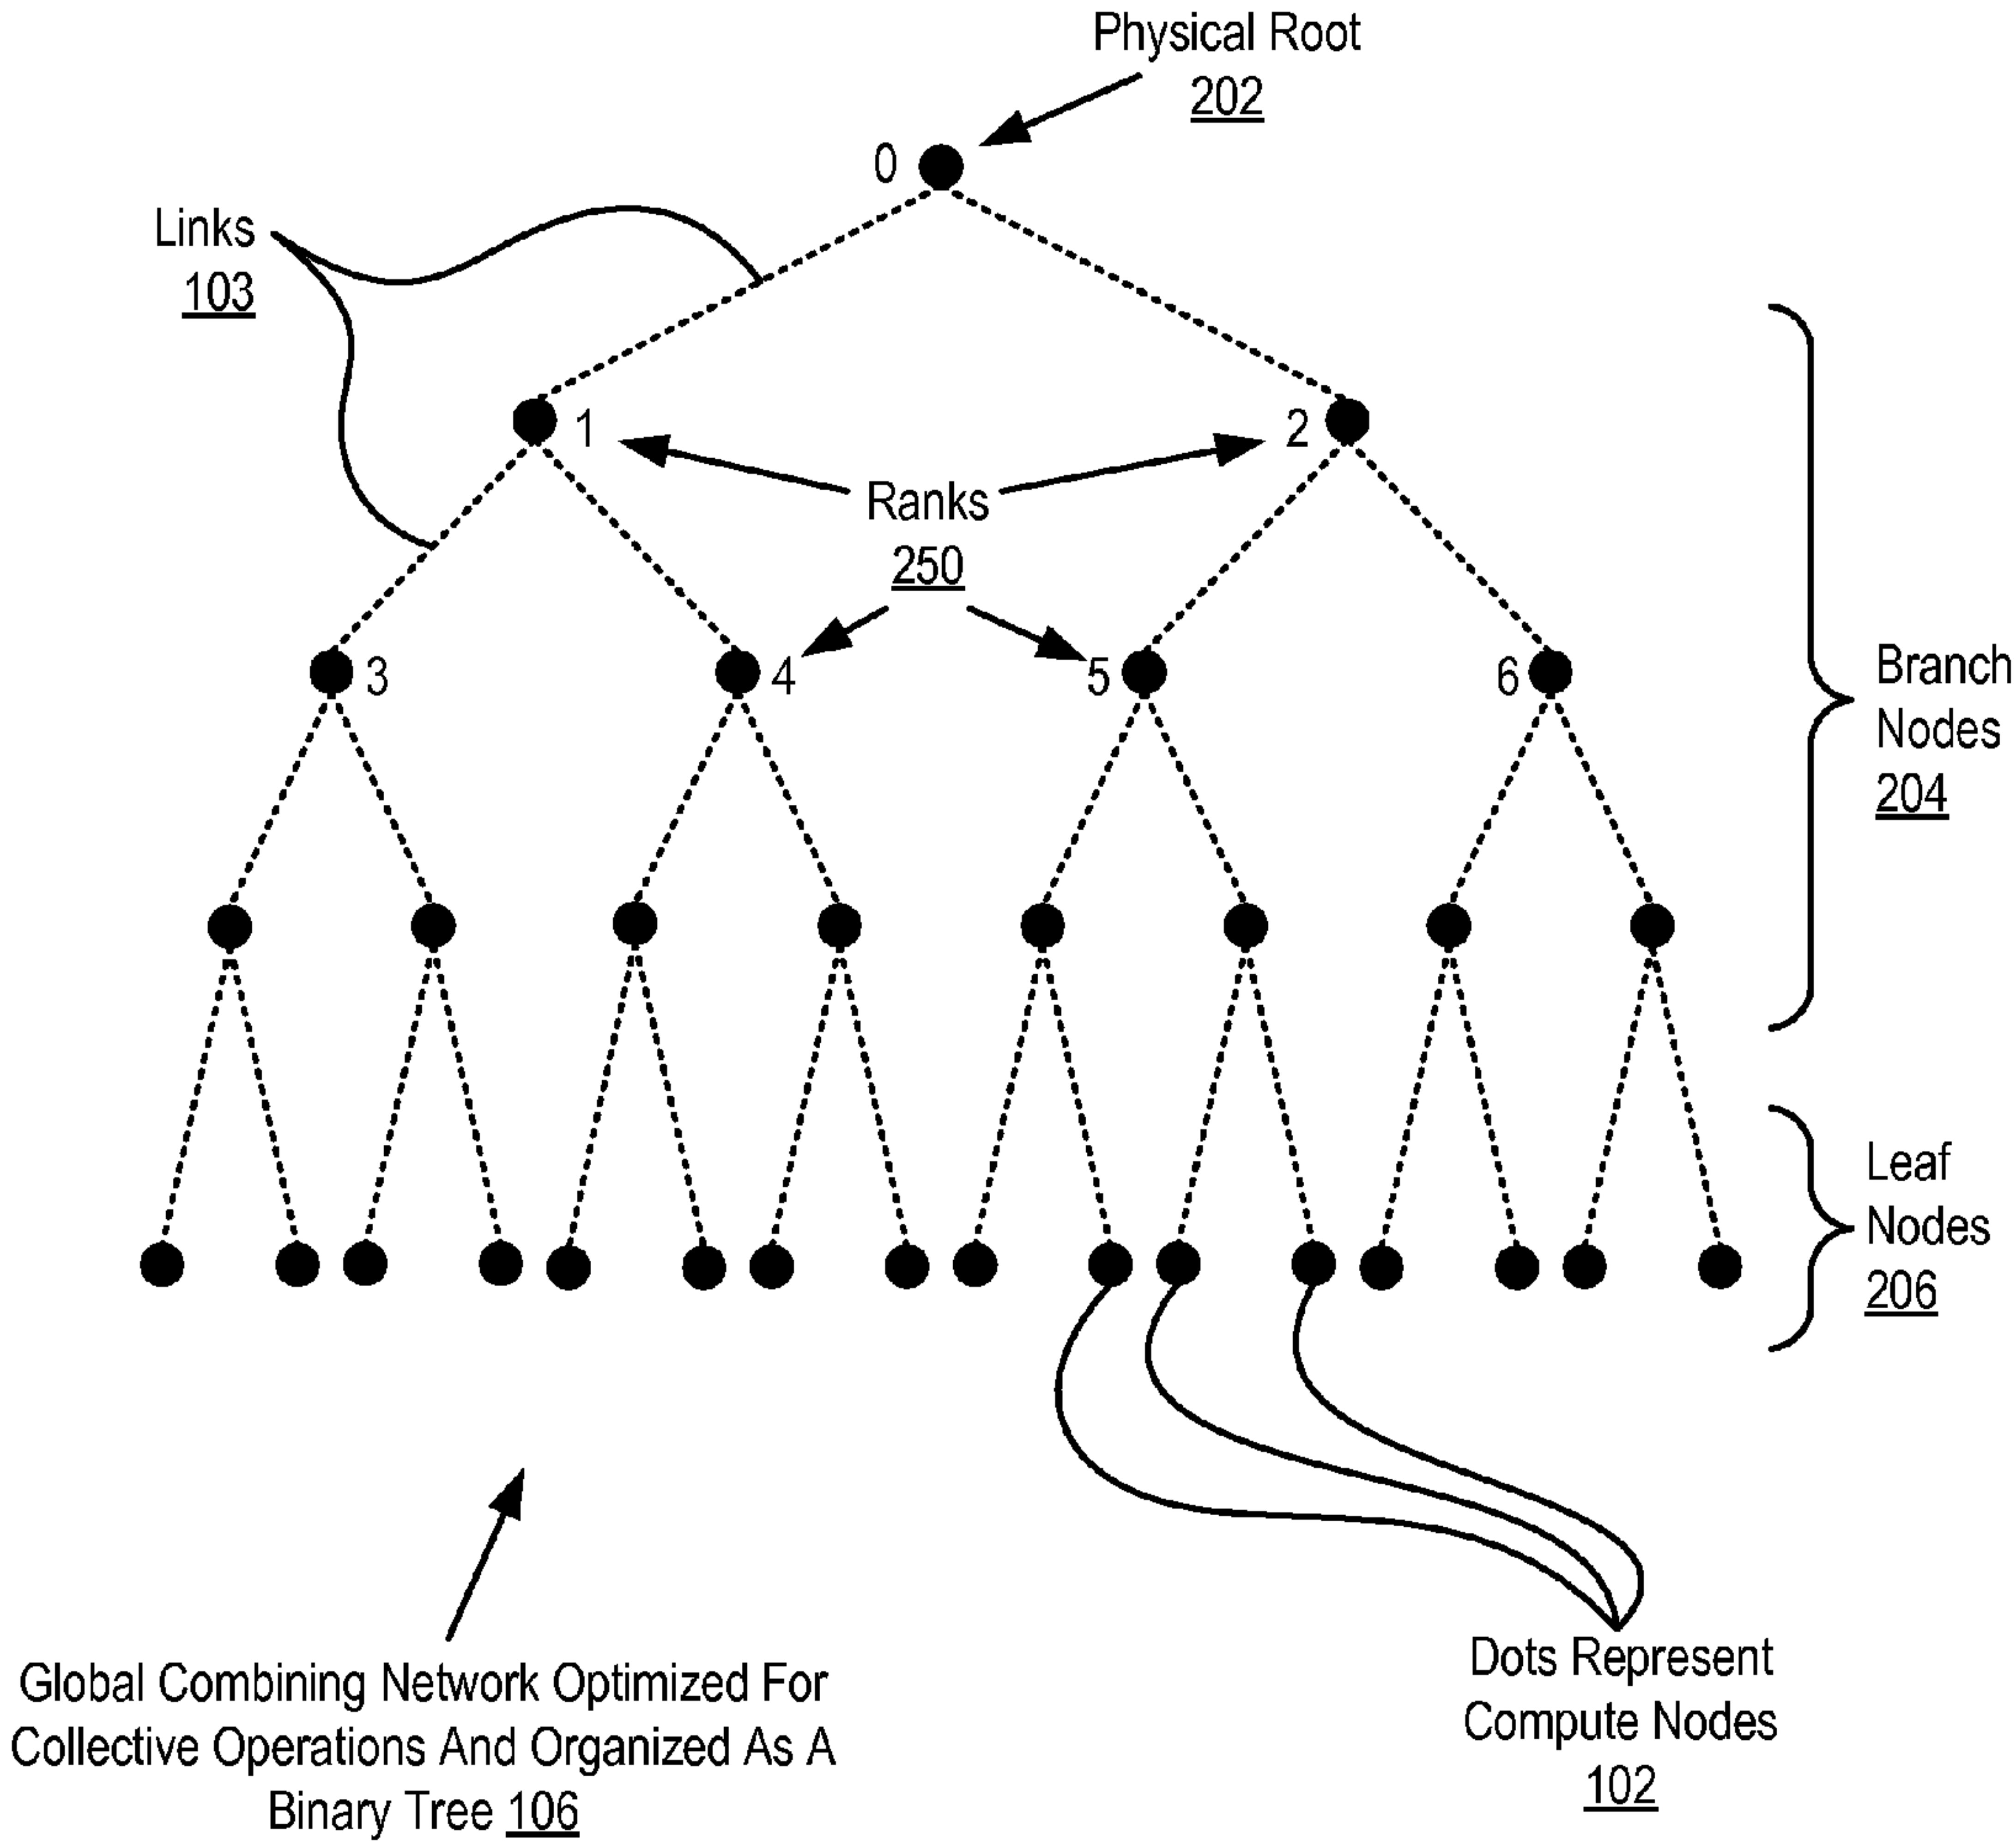 Physical Root
202
0
Links
103
1
2
Ranks
250
3
4
5
6
Branch
Nodes
204
Leaf
Nodes
206
Global Combining Network Optimized For
Collective Operations And Organized As A
Binary Tree 106
Dots Represent
Compute Nodes
102